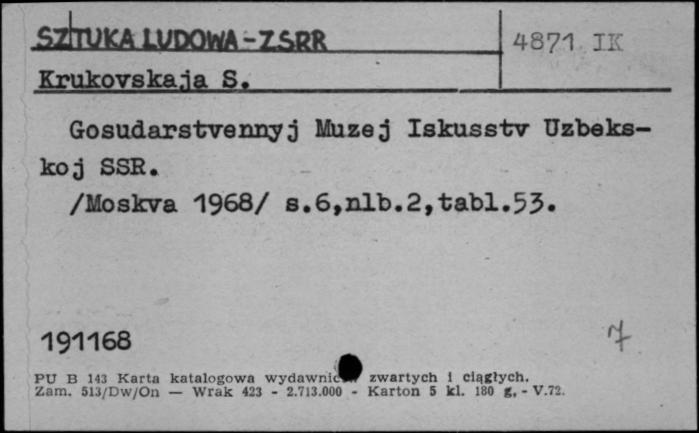 SZTUKA LUDOWA-ZSRR
4871 IK
Krukovskaja S.
Gosudarstvennyj Muzej Iskusstv Uzbeks-
koj SSR.
/Moskva 1968/ s.6,nlb.2,tabl.53.
191168
7
PU B 143 Karta katalogowa zwartych i ciągłych.
Zam. 513/Dw/On — Wrak 423 - 2.713.000 - Karton 5 kl. 180 g, - V.72.